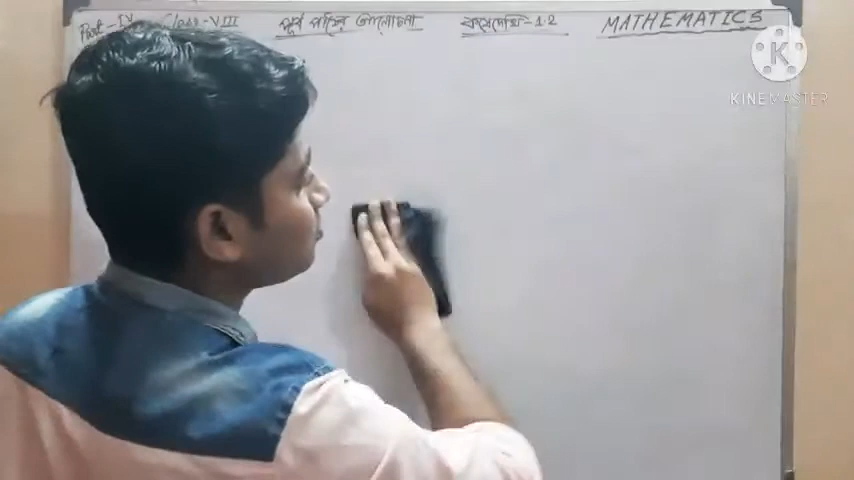 Part-IV Class-VIII পূর্ব পাঠের আলোচনা কষে দেখি-1.2 MATHEMATICS
KINEMASTER